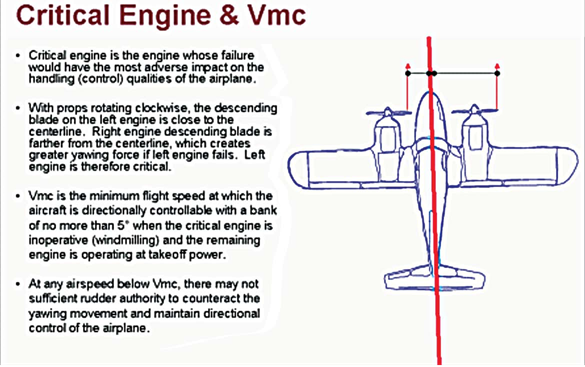 Critical Engine & Vmc
• Critical engine is the engine whose failure
would have the most adverse impact on the
handling (control) qualities of the airplane.
• With props rotating clockwise, the descending
blade on the left engine is close to the
centerline. Right engine descending blade is
farther from the centerline, which creates
greater yawing force if left engine fails. Left
engine is therefore critical.
• Vmc is the minimum flight speed at which the
aircraft is directionally controllable with a bank
of no more than 5° when the critical engine is
inoperative (windmilling) and the remaining
engine is operating at takeoff power.
• At any airspeed below Vmc, there may not
sufficient rudder authority to counteract the
yawing movement and maintain directional
control of the airplane.